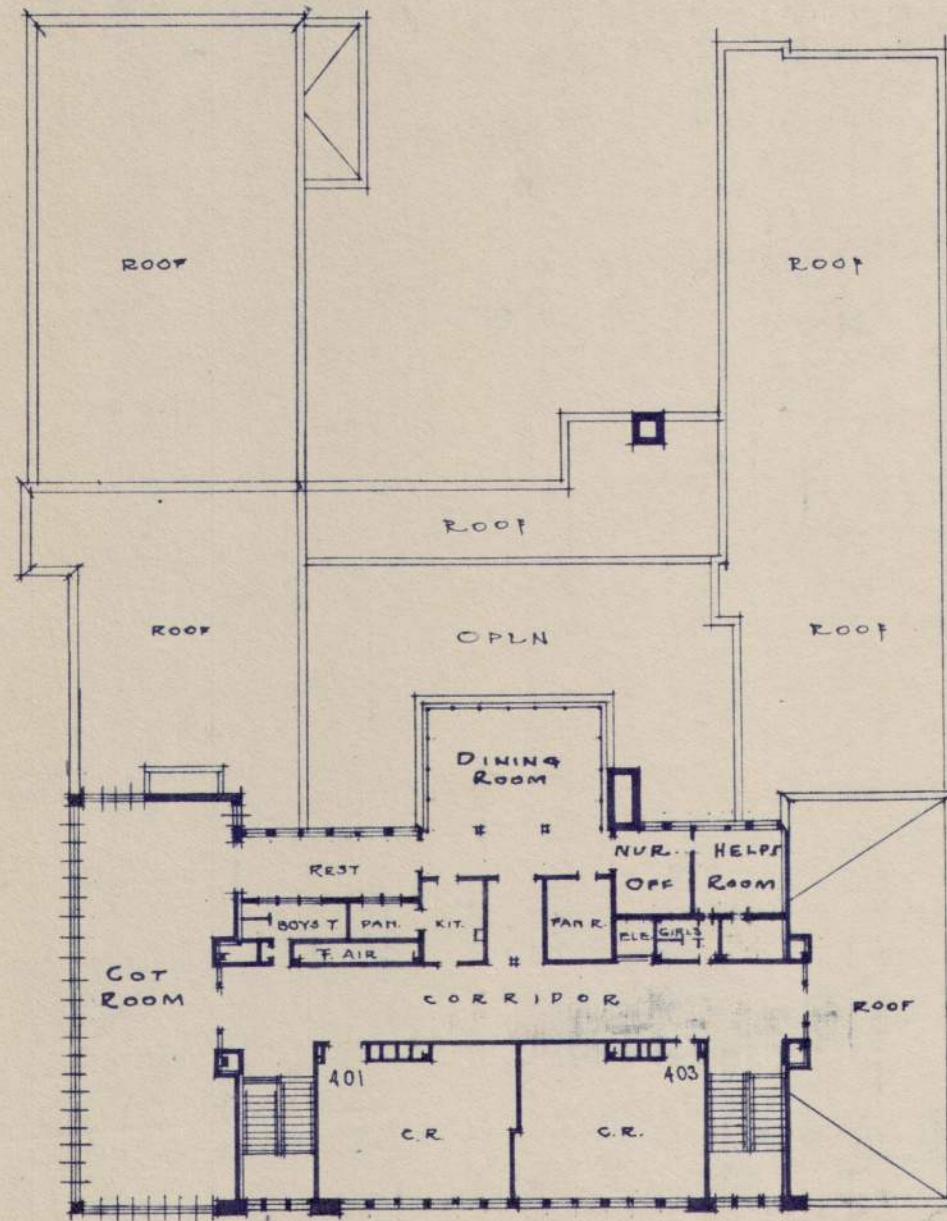 ROOF
ROOF
ROOF
ROOF
OPEN
ROOF
DINING
ROOM
REST
NUR.
OFF
HELPS
ROOM
BOYS T
PAN.
KIT.
PAN R.
ELE.
GIRLS
T.
F. AIR
COT
ROOM
CORRIDOR
ROOF
401
403
C.R.
C.R.